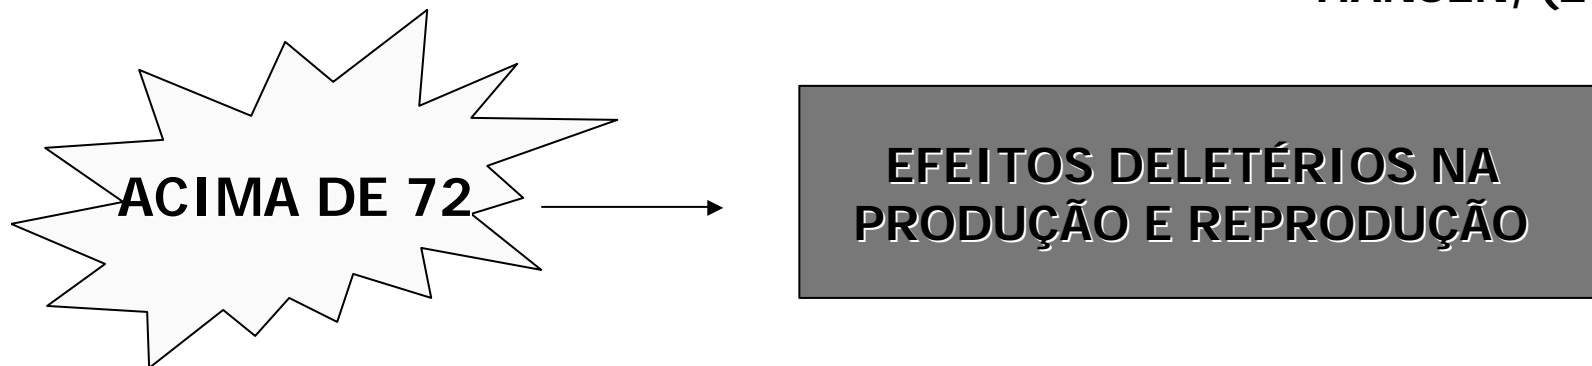 ACIMA DE 72
EFEITOS DELETÉRIOS NA
PRODUÇÃO E REPRODUÇÃO